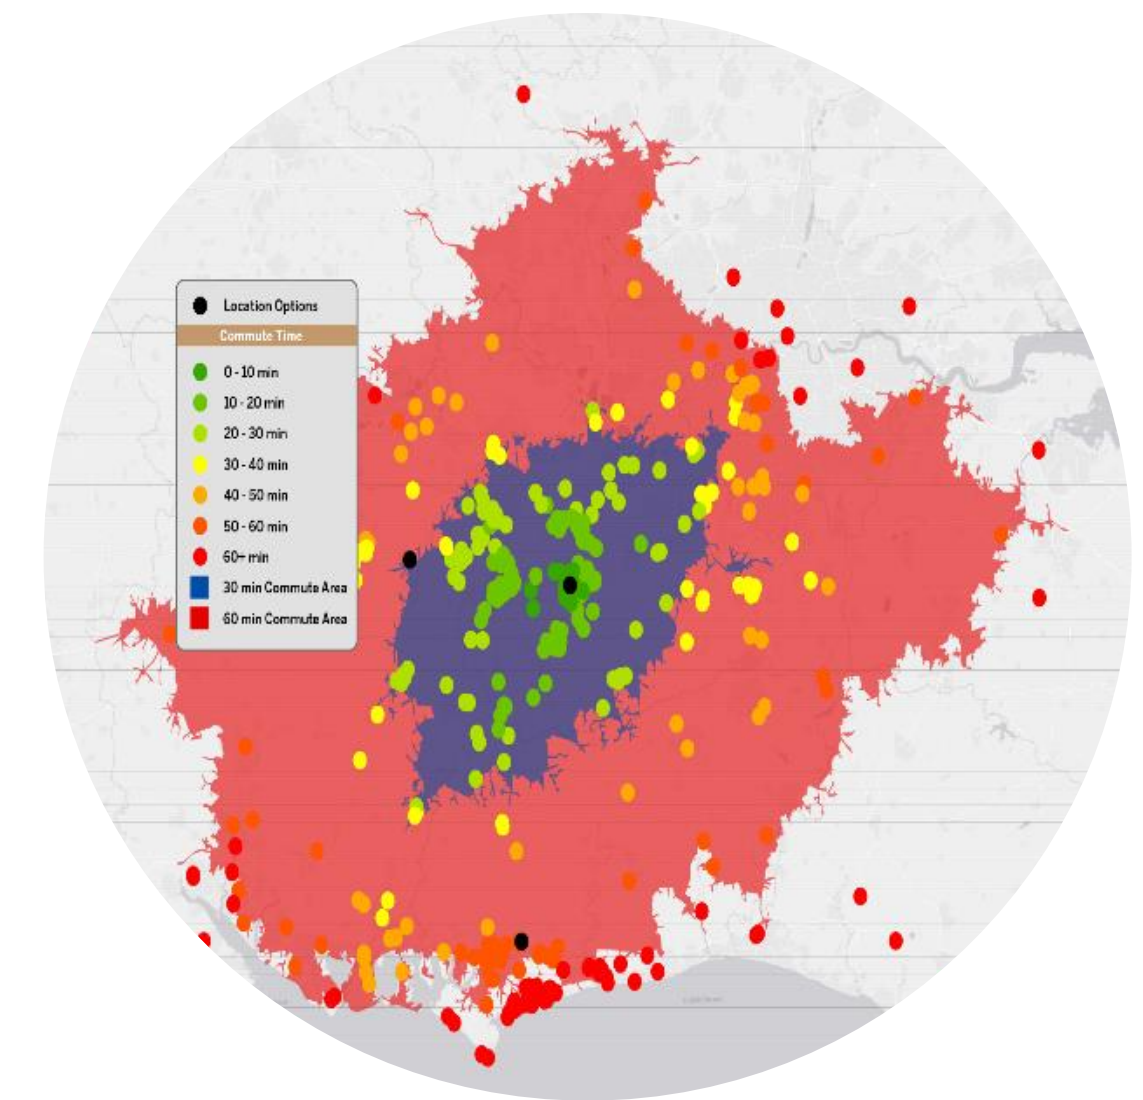 Location Options
Commute Time
0 - 10 min
10 - 20 min
20 - 30 min
30 - 40 min
40 - 50 min
50 - 60 min
60+ min
30 min Commute Area
60 min Commute Area